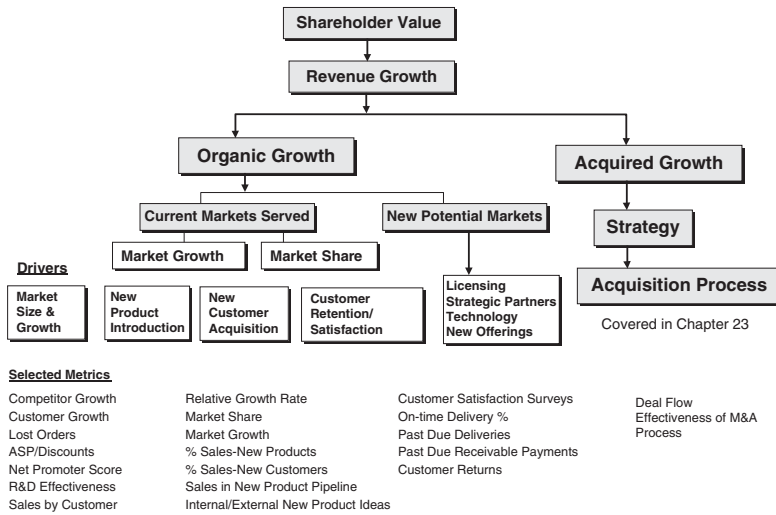 Shareholder Value
Revenue Growth
Organic Growth
Acquired Growth
Current Markets Served
New Potential Markets
Strategy
Market Growth
Market Share
Acquisition Process
Covered in Chapter 23
Drivers
Market
Size &
Growth
New
Product
Introduction
New
Customer
Acquisition
Customer
Retention/
Satisfaction
Licensing
Strategic Partners
Technology
New Offerings
Selected Metrics
Competitor Growth
Customer Growth
Lost Orders
ASP/Discounts
Net Promoter Score
R&D Effectiveness
Sales by Customer
Relative Growth Rate
Market Share
Market Growth
% Sales-New Products
% Sales-New Customers
Sales in New Product Pipeline
Internal/External New Product Ideas
Customer Satisfaction Surveys
On-time Delivery %
Past Due Deliveries
Past Due Receivable Payments
Customer Returns
Deal Flow
Effectiveness of M&A
Process